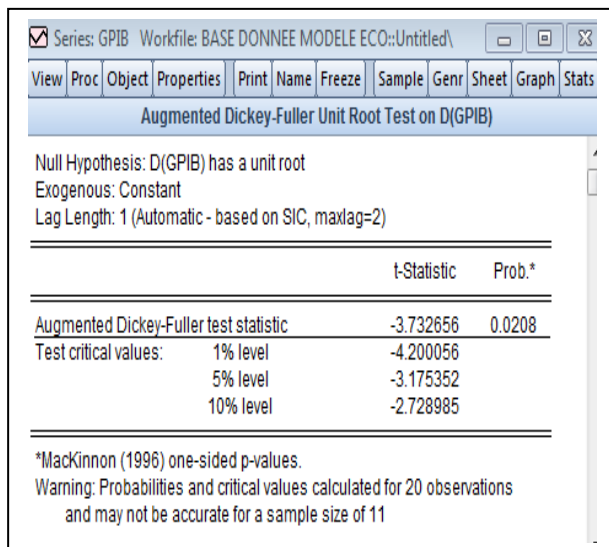 Series: GPIB Workfile: BASE DONNEE MODELE ECO::Untitled\
View Proc Object Properties Print Name Freeze Sample Genr Sheet Graph Stats
Augmented Dickey-Fuller Unit Root Test on D(GPIB)
Null Hypothesis: D(GPIB) has a unit root
Exogenous: Constant
Lag Length: 1 (Automatic - based on SIC, maxlag=2)
t-Statistic Prob.*
Augmented Dickey-Fuller test statistic -3.732656 0.0208
Test critical values: 1% level -4.200056
5% level -3.175352
10% level -2.728985
*MacKinnon (1996) one-sided p-values.
Warning: Probabilities and critical values calculated for 20 observations
and may not be accurate for a sample size of 11